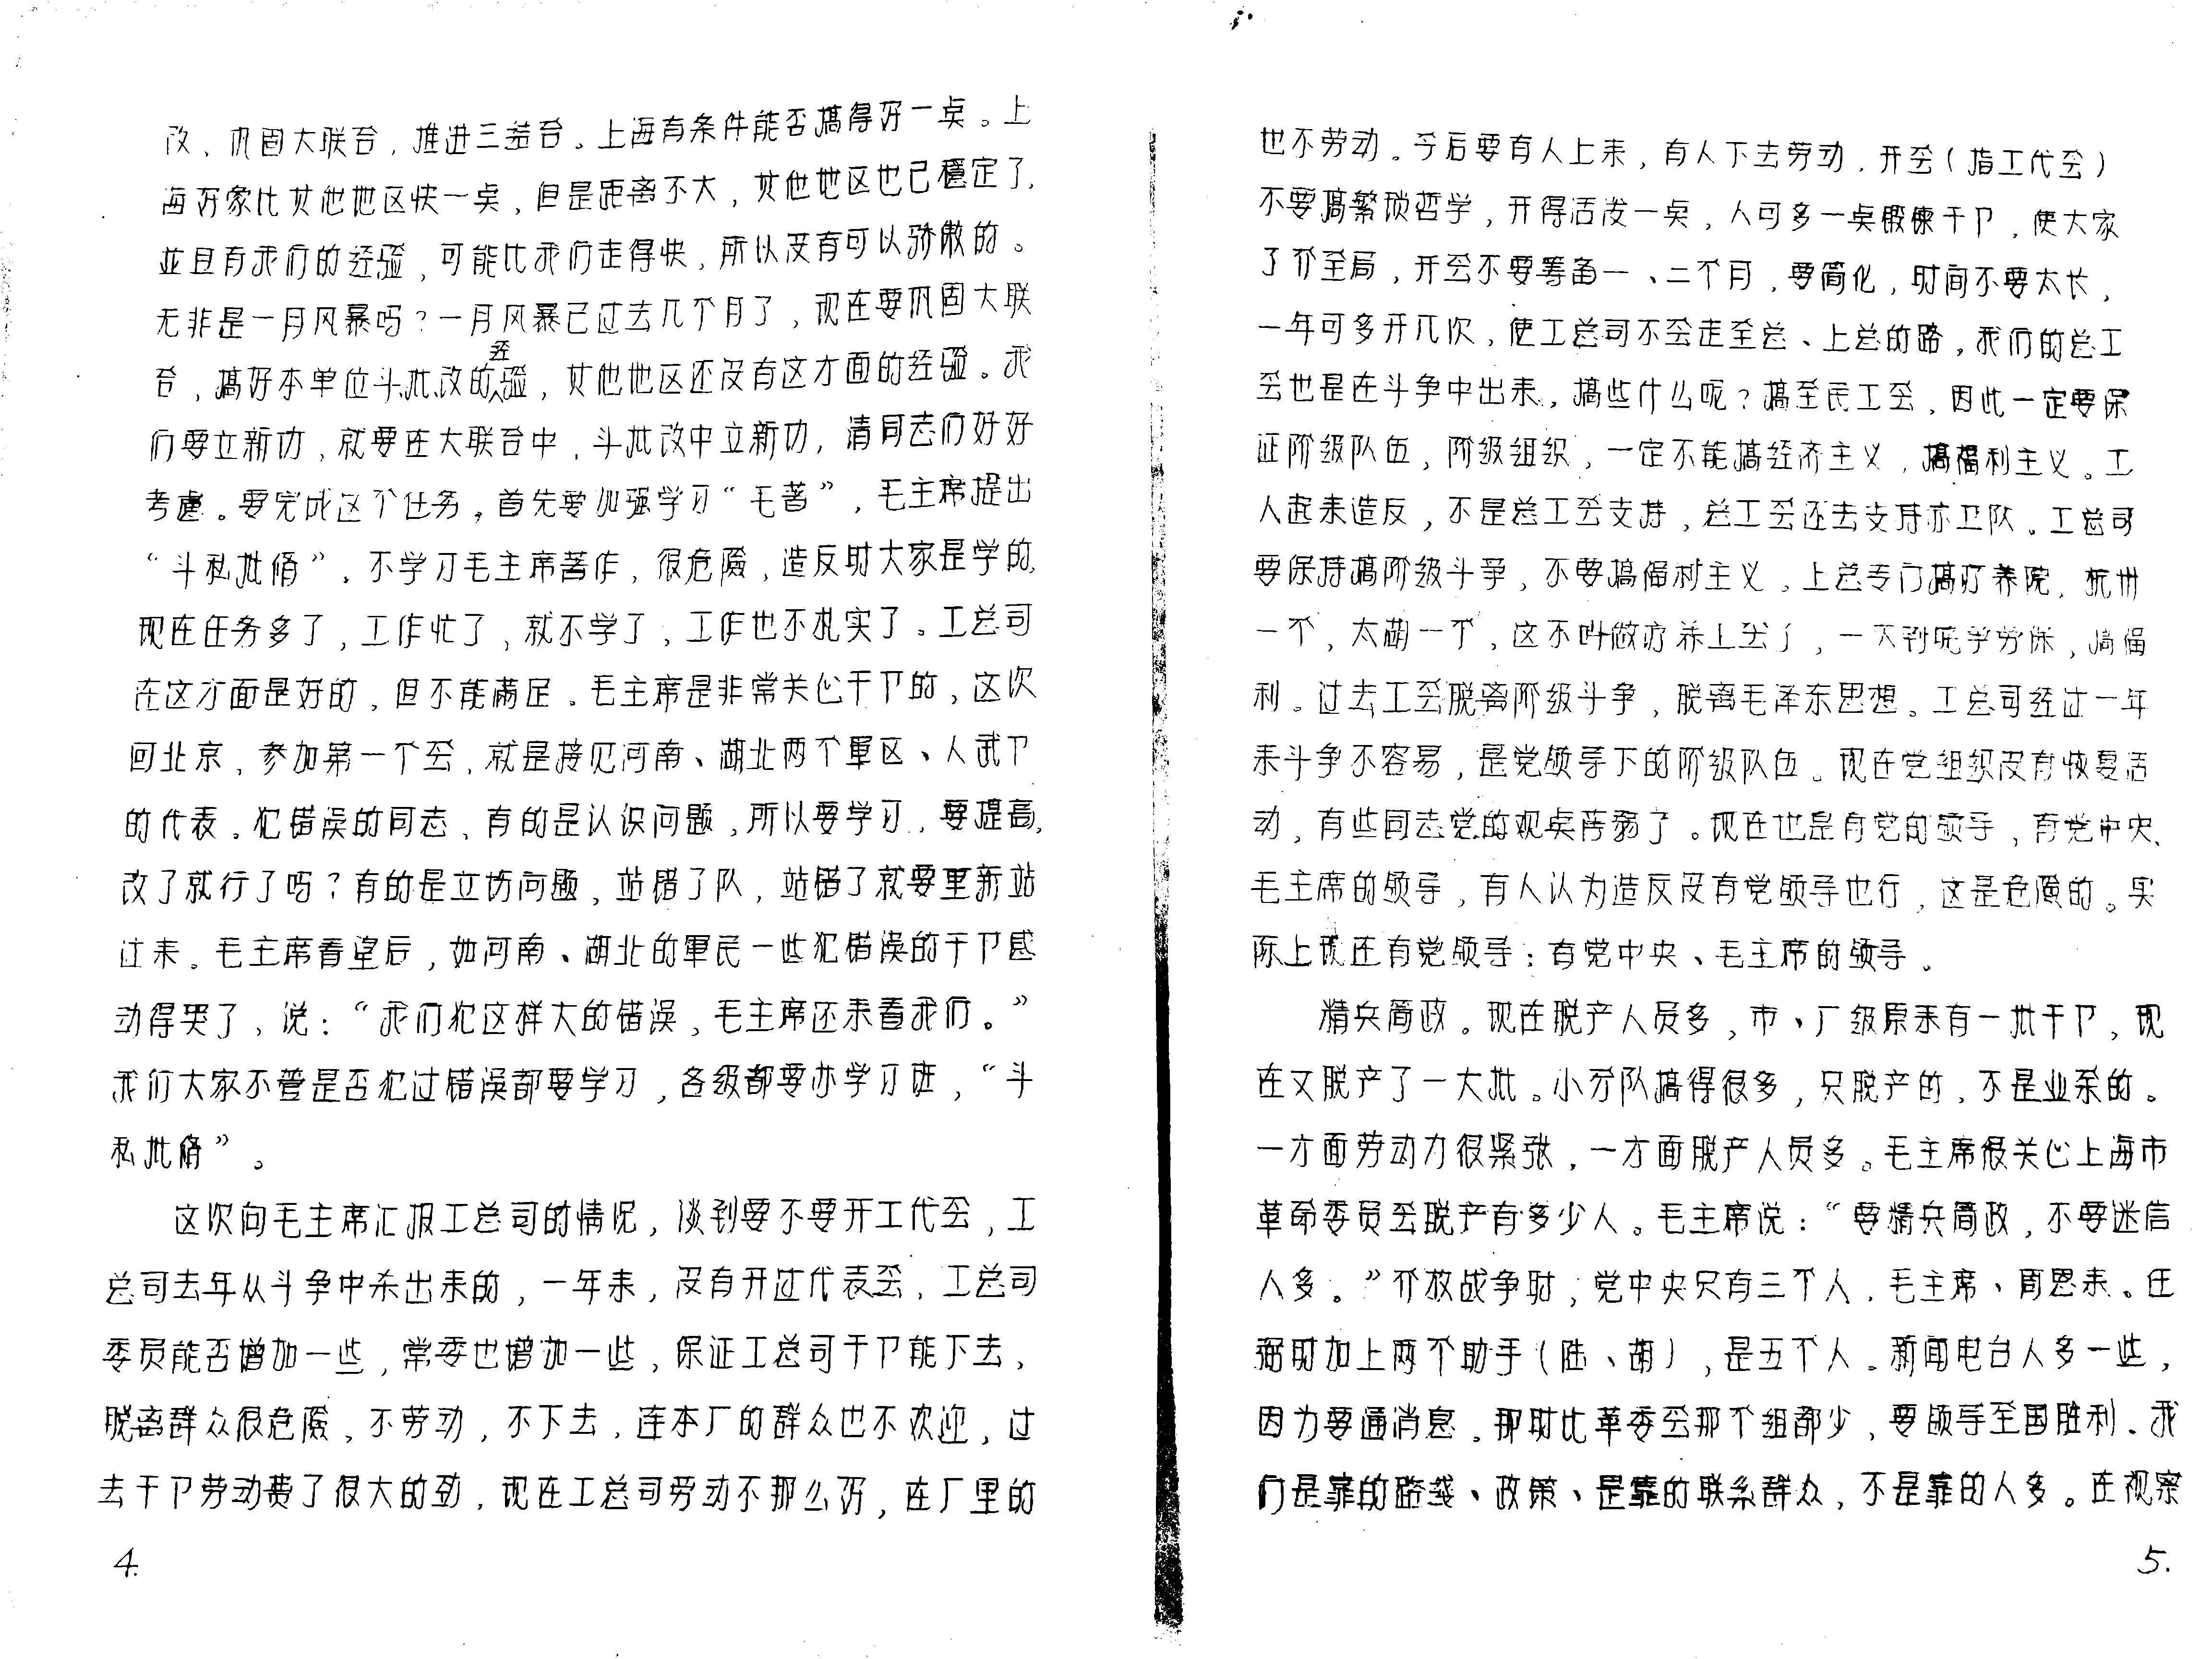 改、巩固大联合，推进三结合。上海有条件能否搞得好一点。上
海好象比其他地区快一点，但是距离不大，其他地区也已稳定了，
并且有我们的经验，可能比我们走得快，所以没有可以骄傲的。
无非是一月风暴吗？一月风暴已过去几个月了，现在要巩固大联
合，搞好本单位斗批改的经验，其他地区还没有这方面的经验。我
们要立新功，就要在大联合中，斗批改中立新功，请同志们好好
考虑。要完成这个任务，首先要加强学习“毛著”，毛主席提出
“斗私批修”，不学习毛主席著作，很危险，造反时大家是学的，
现在任务多了，工作忙了，就不学了，工作也不扎实了。工总司
在这方面是好的，但不能满足。毛主席是非常关心干卩的，这次
回北京，参加第一个会，就是接见河南、湖北两个军区、人武卩
的代表。犯错误的同志，有的是认识问题，所以要学习，要提高，
改了就行了吗？有的是立场问题，站错了队，站错了就要重新站
过来。毛主席看望后，如河南、湖北的军民一些犯错误的干卩感
动得哭了，说：“我们犯这样大的错误，毛主席还来看我们。”
我们大家不管是否犯过错误都要学习，各级都要办学习班，“斗
私批修”。
这次向毛主席汇报工总司的情况，谈到要不要开工代会，工
总司去年从斗争中杀出来的，一年来，没有开过代表会，工总司
委员能否增加一些，常委也增加一些，保证工总司干卩能下去，
脱离群众很危险，不劳动，不下去，连本厂的群众也不欢迎，过
去干卩劳动费了很大的劲，现在工总司劳动不那么好，在厂里的
4.
也不劳动。今后要有人上来，有人下去劳动，开会（指工代会）
不要搞繁琐哲学，开得活泼一点，人可多一点锻练干卩，使大家
了介全局，开会不要筹备一、二个月，要简化，时间不要太长，
一年可多开几次，使工总司不会走全总、上总的路，我们的总工
会也是在斗争中出来，搞些什么呢？搞全民工会，因此一定要保
证阶级队伍，阶级组织，一定不能搞经济主义，搞福利主义。工
人起来造反，不是总工会支持，总工会还去支持赤卫队。工总司
要保持搞阶级斗争，不要搞福利主义。上总专门搞疗养院，杭州
一个，太湖一个，这不叫做疗养工会了，一天到晚学劳保，搞福
利。过去工会脱离阶级斗争，脱离毛泽东思想。工总司经过一年
来斗争不容易，是党领导下的阶级队伍。现在党组织没有恢复活
动，有些同志党的观点薄弱了。现在也是有党的领导，有党中央、
毛主席的领导，有人认为造反没有党领导也行，这是危险的。实
际上现还有党领导：有党中央、毛主席的领导。
精兵简政。现在脱产人员多，市、厂级原来有一批干卩，现
在又脱产了一大批。小分队搞得很多，只脱产的，不是业余的。
一方面劳动力很紧张，一方面脱产人员多。毛主席很关心上海市
革命委员会脱产有多少人。毛主席说：“要精兵简政，不要迷信
人多。”介放战争时，党中央只有三个人，毛主席、周恩来。任
弼时加上两个助手（陆、胡），是五个人。新闻电台人多一些，
因力要通消息。那时比革委会那个组都少，要领导全国胜利。我
们是靠的路线、政策、是靠的联系群众，不是靠的人多。在视察
5.